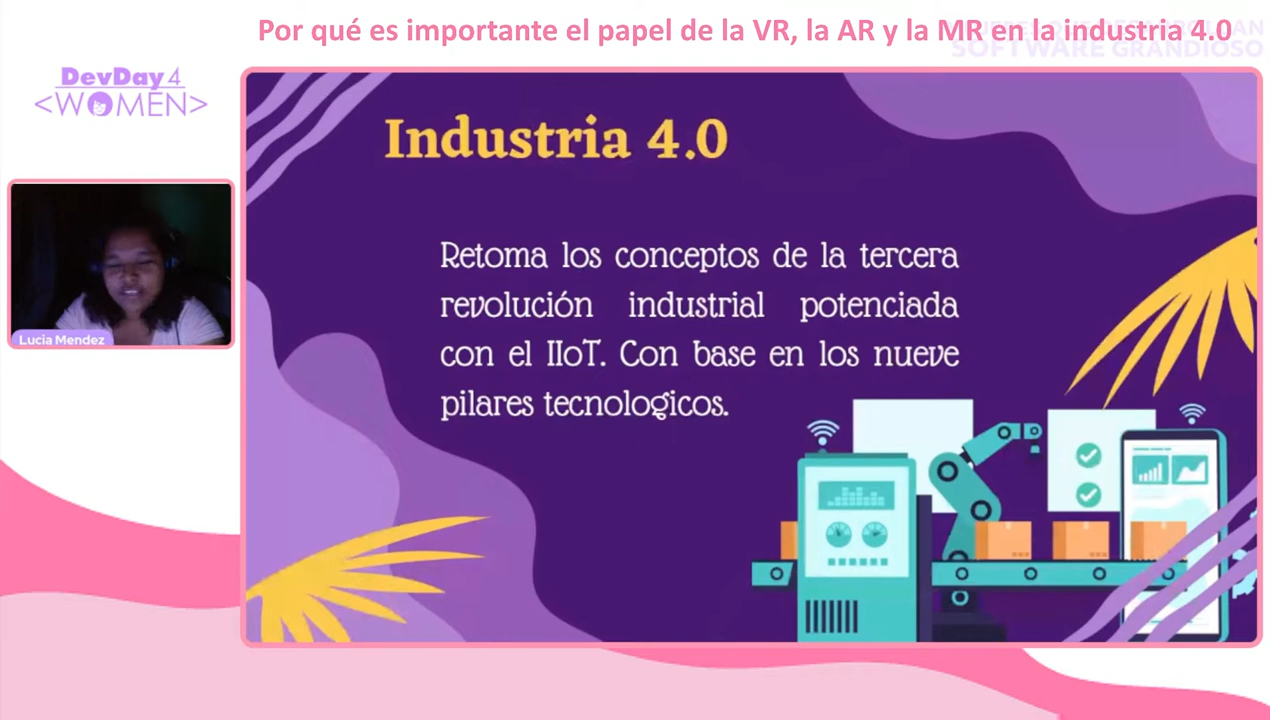 Por qué es importante el papel de la VR, la AR y la MR en la industria 4.0
SOFTWARE GRANDIOSO
DevDay4
<WOMEN>
Lucia Mendez
Industria 4.0
Retoma los conceptos de la tercera
revolución industrial potenciada
con el IIoT. Con base en los nueve
pilares tecnologicos.